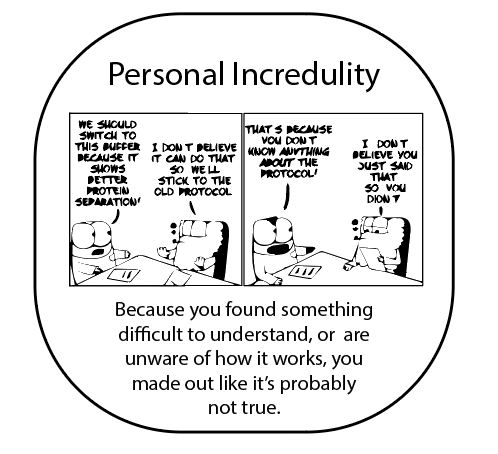 Personal Incredulity
WE SHOULD
SWITCH TO
THIS BUFFER
BECAUSE IT
SHOWS
BETTER
PROTEIN
SEPARATION!
I DON T BELIEVE
IT CAN DO THAT
SO WE LL
STICK TO THE
OLD PROTOCOL
THAT S BECAUSE
YOU DON T
KNOW ANYTHING
ABOUT THE
PROTOCOL!
I DON T
BELIEVE YOU
JUST SAID
THAT
SO YOU
DIDN T
Because you found something
difficult to understand, or are
unware of how it works, you
made out like it's probably
not true.